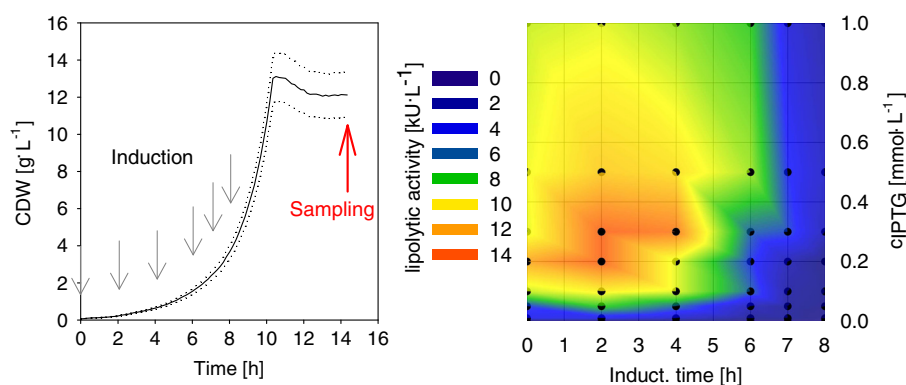 CDW [g L⁻¹]
16
14
12
10
8
6
4
2
0
Induction
Sampling
0 2 4 6 8 10 12 14 16
Time [h]
lipolytic activity [kU·L⁻¹]
0
2
4
6
8
10
12
14
1.0
0.8
0.6
0.4
0.2
0.0
cIPTG [mmol·L⁻¹]
0 1 2 3 4 5 6 7 8
Induct. time [h]